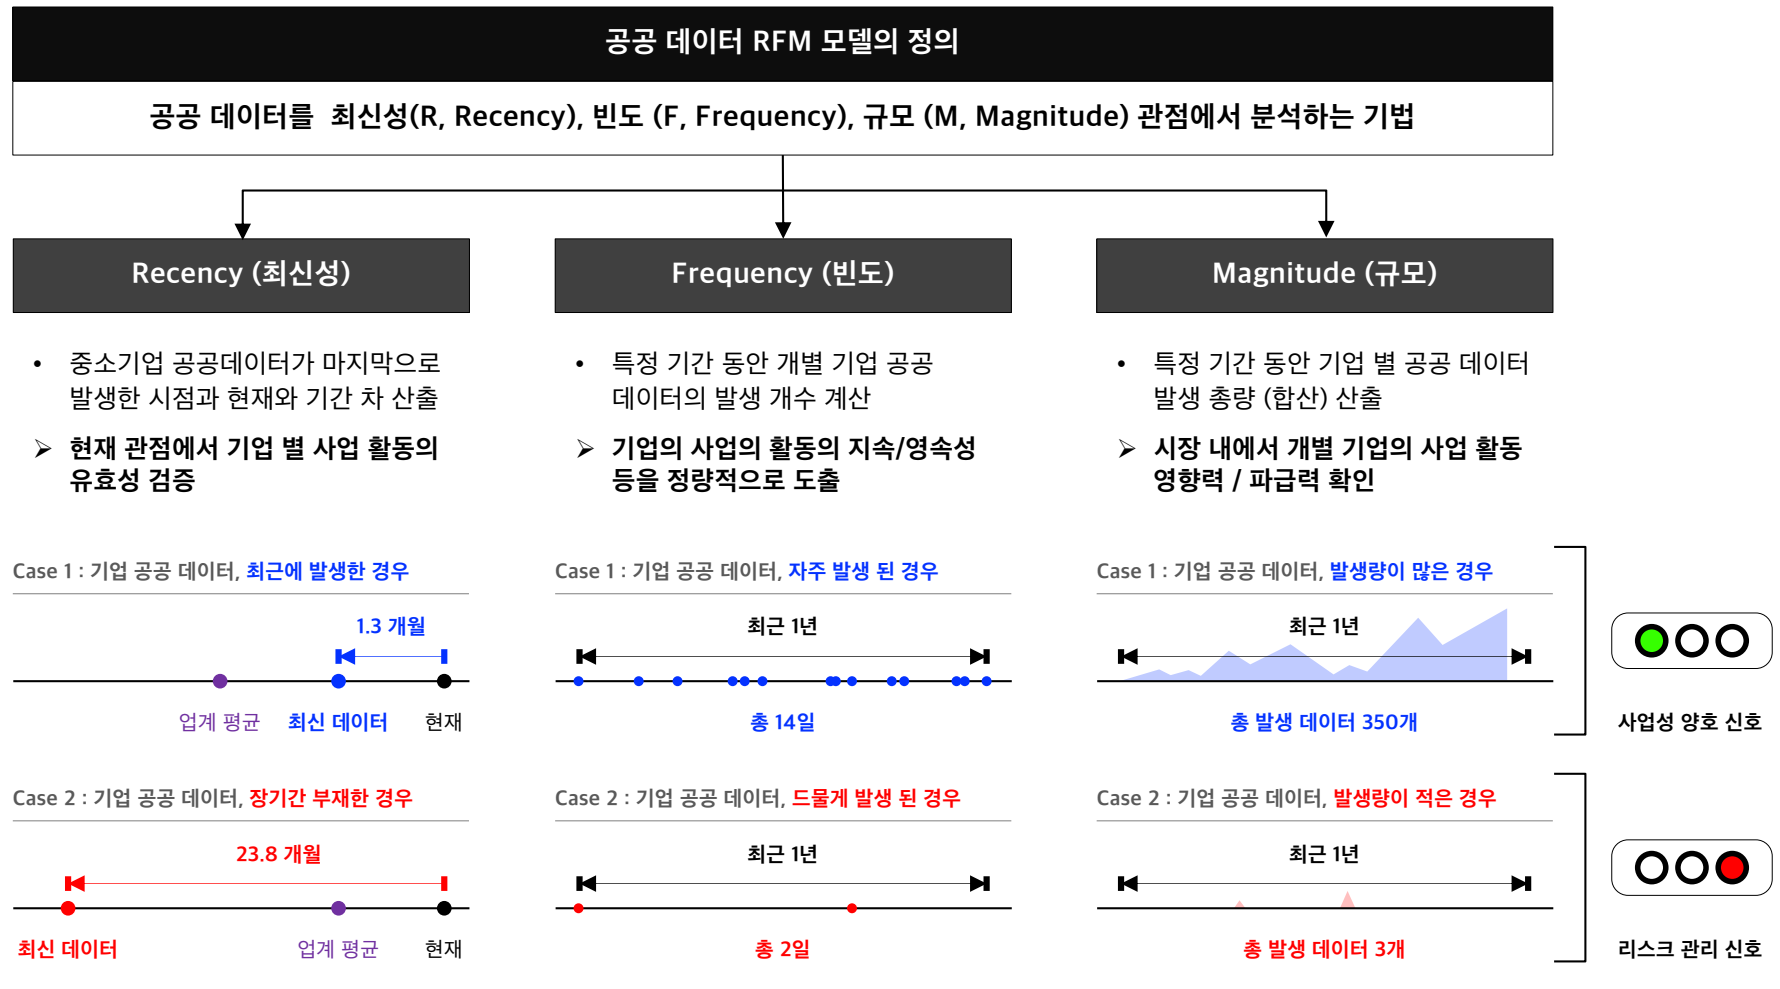 공공 데이터 RFM 모델의 정의
공공 데이터를 최신성(R, Recency), 빈도 (F, Frequency), 규모 (M, Magnitude) 관점에서 분석하는 기법
Recency (최신성)
• 중소기업 공공데이터가 마지막으로
발생한 시점과 현재와 기간 차 산출
➢ 현재 관점에서 기업 별 사업 활동의
유효성 검증
Case 1 : 기업 공공 데이터, 최근에 발생한 경우
1.3 개월
업계 평균 최신 데이터 현재
Case 2 : 기업 공공 데이터, 장기간 부재한 경우
23.8 개월
최신 데이터 업계 평균 현재
Frequency (빈도)
• 특정 기간 동안 개별 기업 공공
데이터의 발생 개수 계산
➢ 기업의 사업의 활동의 지속/영속성
등을 정량적으로 도출
Case 1 : 기업 공공 데이터, 자주 발생 된 경우
최근 1년
총 14일
Case 2 : 기업 공공 데이터, 드물게 발생 된 경우
최근 1년
총 2일
Magnitude (규모)
• 특정 기간 동안 기업 별 공공 데이터
발생 총량 (합산) 산출
➢ 시장 내에서 개별 기업의 사업 활동
영향력 / 파급력 확인
Case 1 : 기업 공공 데이터, 발생량이 많은 경우
최근 1년
총 발생 데이터 350개
Case 2 : 기업 공공 데이터, 발생량이 적은 경우
최근 1년
총 발생 데이터 3개
사업성 양호 신호
리스크 관리 신호